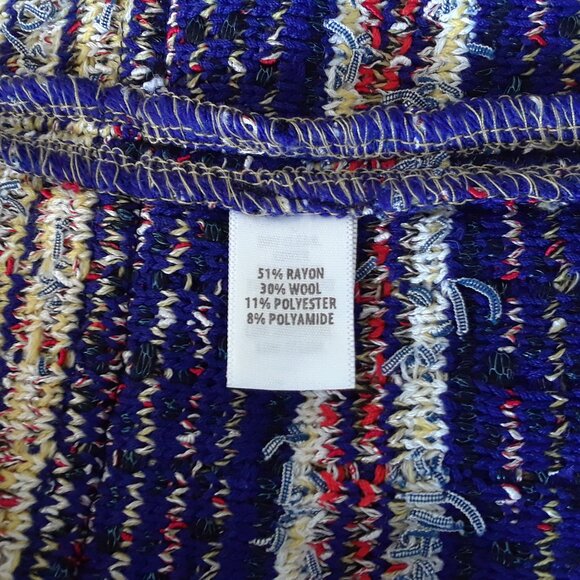 51% RAYON
30% WOOL
11% POLYESTER
8% POLYAMIDE